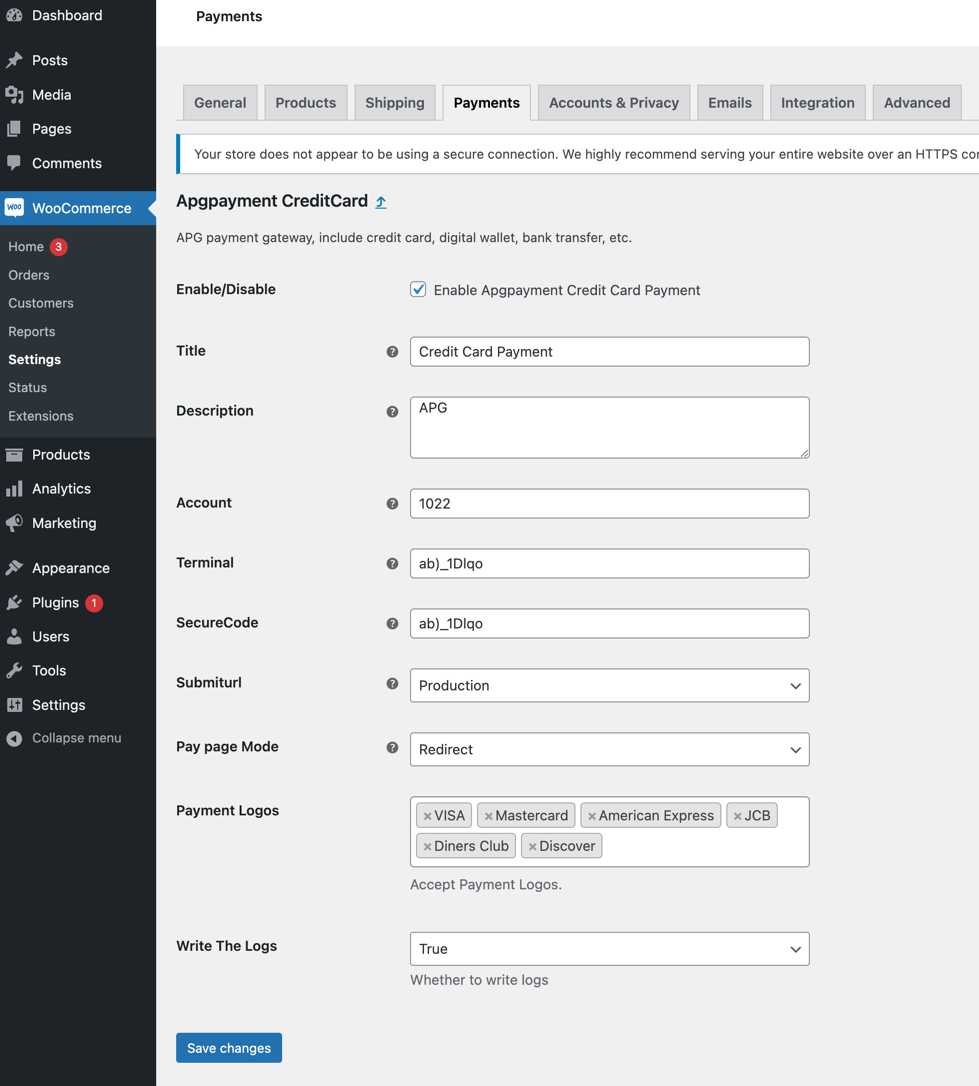 Dashboard
Posts
Media
Pages
Comments
woo WooCommerce
Home 3
Orders
Customers
Reports
Settings
Status
Extensions
Products
Analytics
Marketing
Appearance
Plugins 1
Users
Tools
Settings
Collapse menu
Payments
General Products Shipping Payments Accounts & Privacy Emails Integration Advanced
Your store does not appear to be using a secure connection. We highly recommend serving your entire website over an HTTPS
Apgpayment CreditCard
APG payment gateway, include credit card, digital wallet, bank transfer, etc.
Enable/Disable Enable Apgpayment Credit Card Payment
Title ? Credit Card Payment
Description ? APG
Account ? 1022
Terminal ? ab)_1Dlqo
SecureCode ? ab)_1Dlqo
Submiturl ? Production
Pay page Mode ? Redirect
Payment Logos ×VISA ×Mastercard ×American Express ×JCB
×Diners Club ×Discover
Accept Payment Logos.
Write The Logs True
Whether to write logs
Save changes